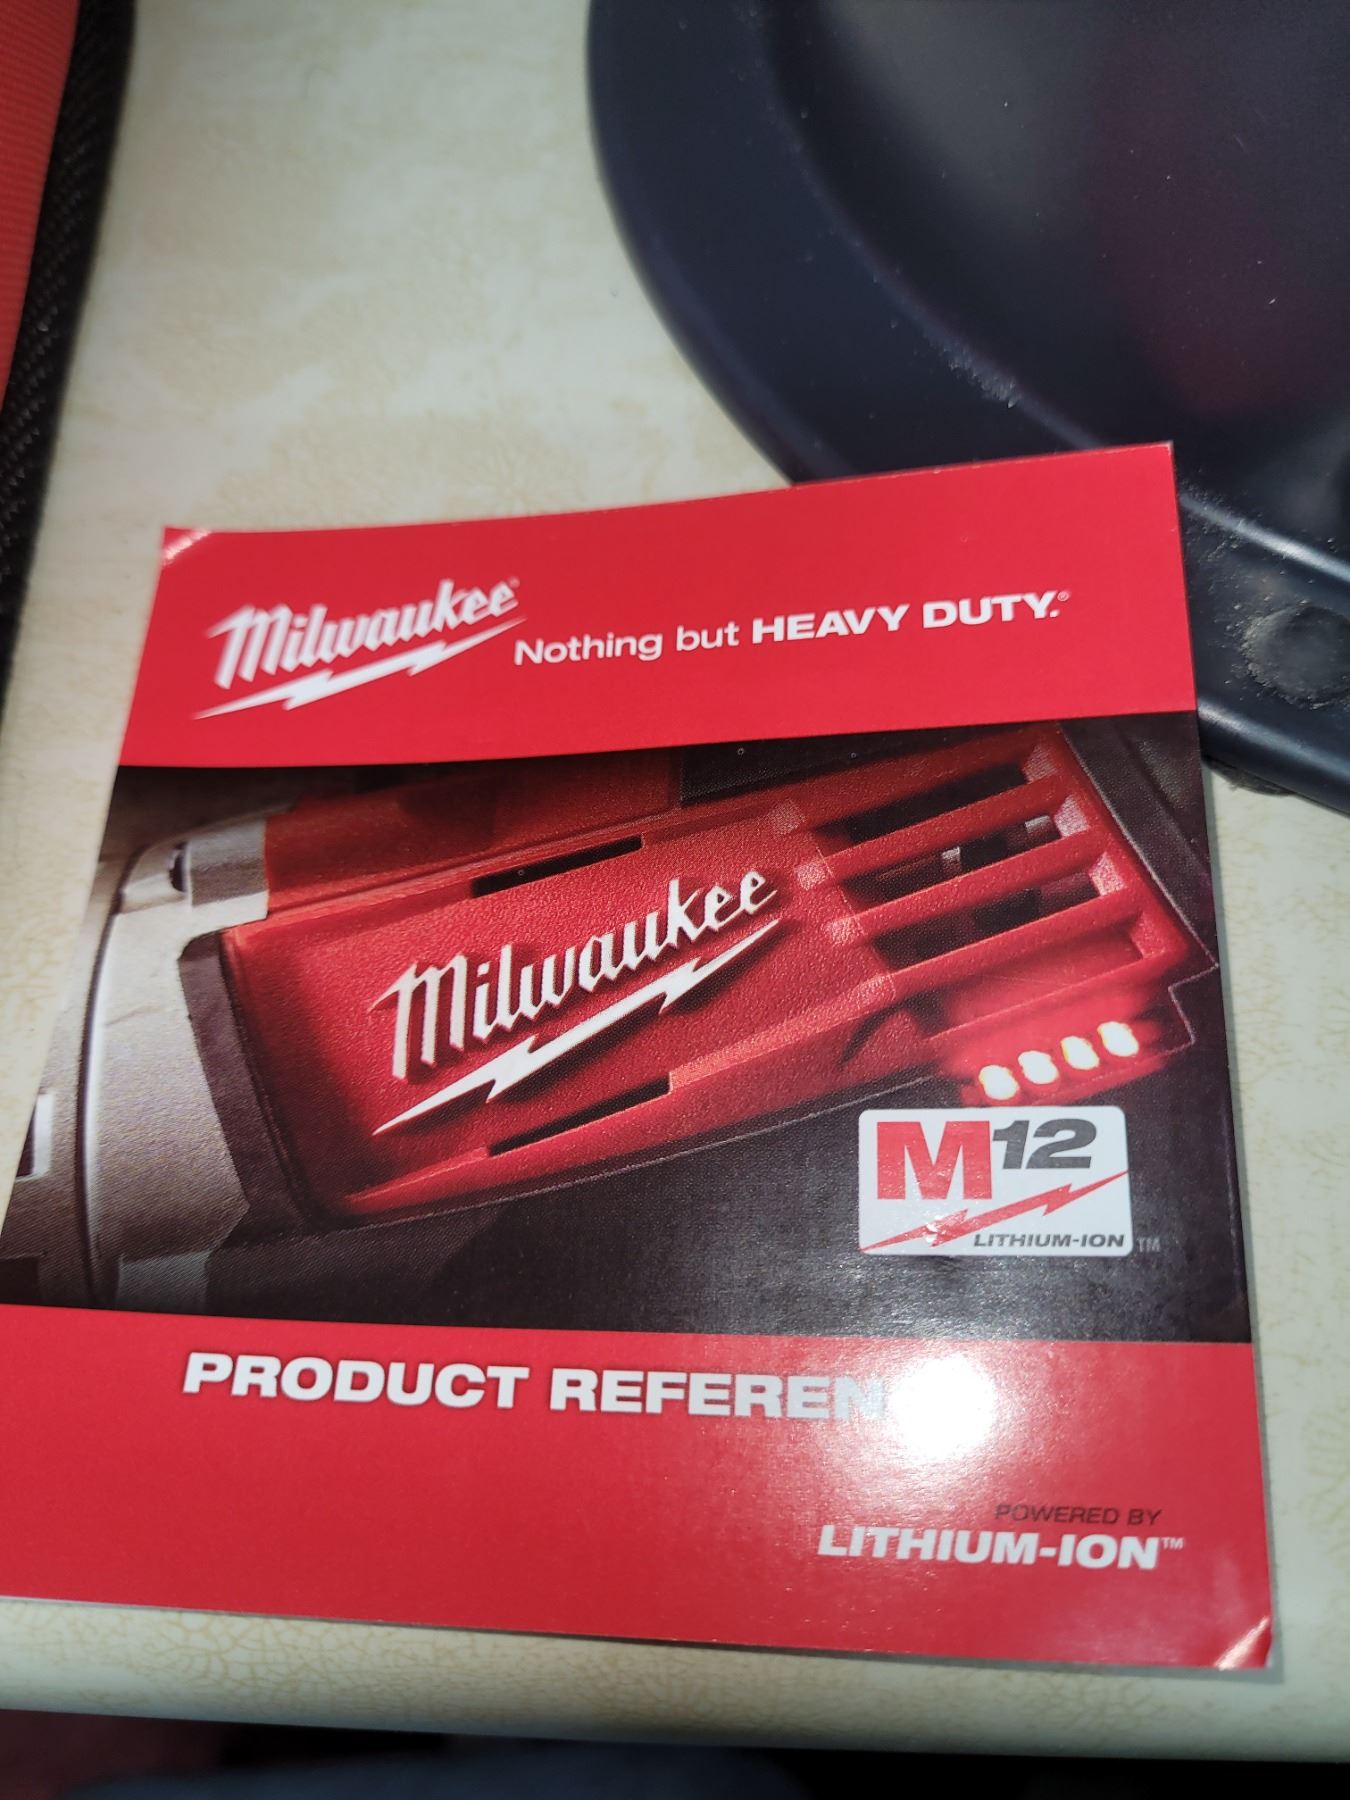 Milwaukee® Nothing but HEAVY DUTY.®
Milwaukee
M12
LITHIUM-ION ™
PRODUCT
POWERED BY
LITHIUM-ION™